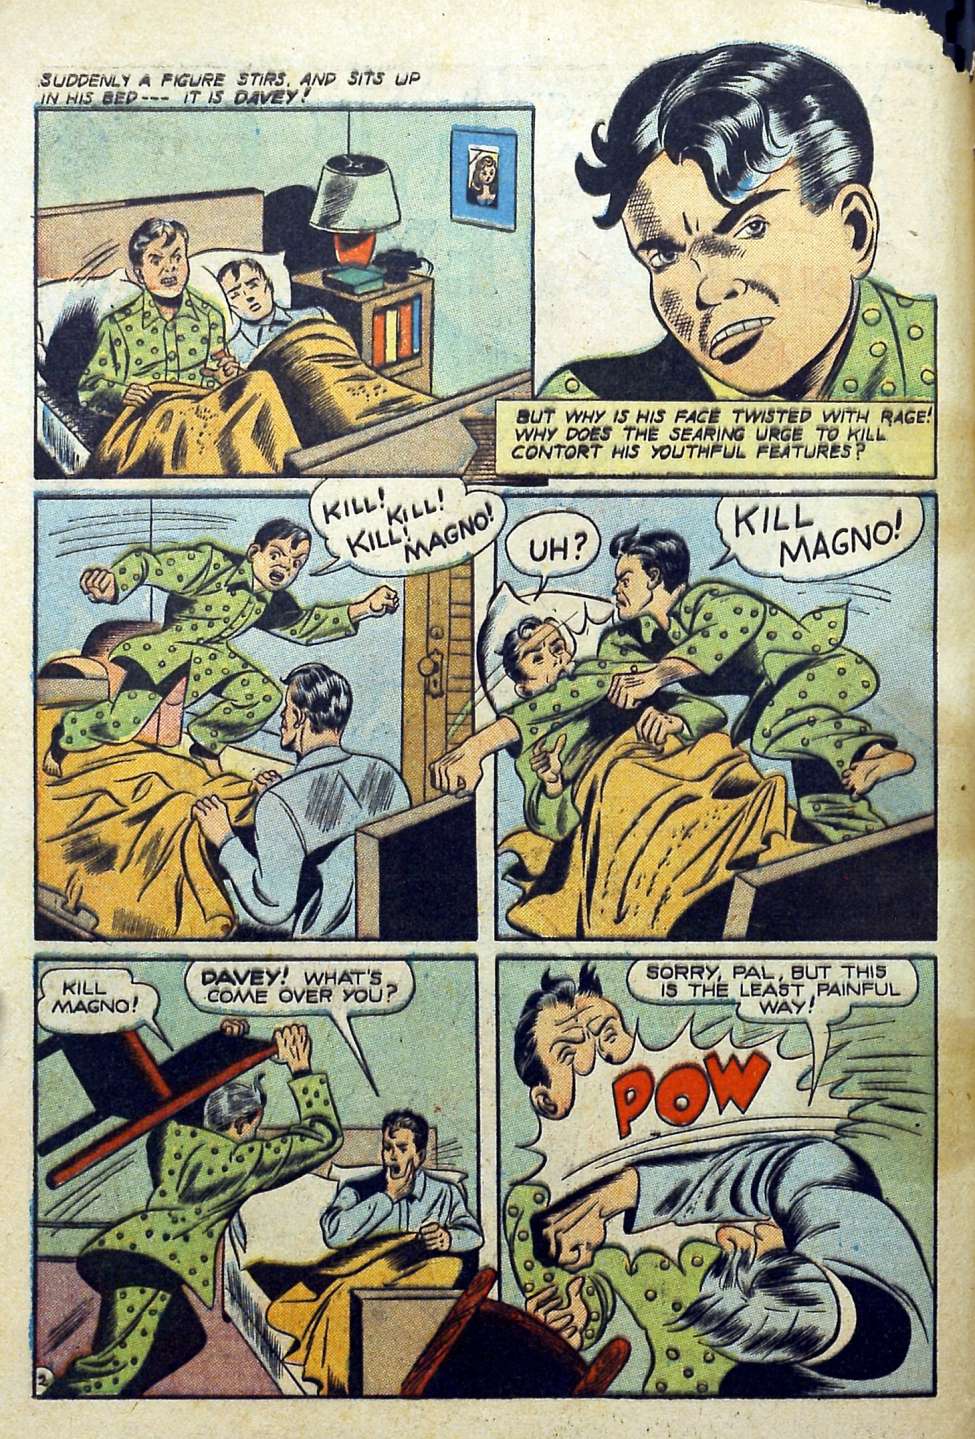 SUDDENLY A FIGURE STIRS, AND SITS UP
IN HIS BED--- IT IS DAVEY!
BUT WHY IS HIS FACE TWISTED WITH RAGE!
WHY DOES THE SEARING URGE TO KILL
CONTORT HIS YOUTHFUL FEATURES?
KILL!
KILL!
KILL!
MAGNO!
UH?
KILL
MAGNO!
KILL
MAGNO!
DAVEY! WHAT'S
COME OVER YOU?
SORRY, PAL, BUT THIS
IS THE LEAST PAINFUL
WAY!
POW
2